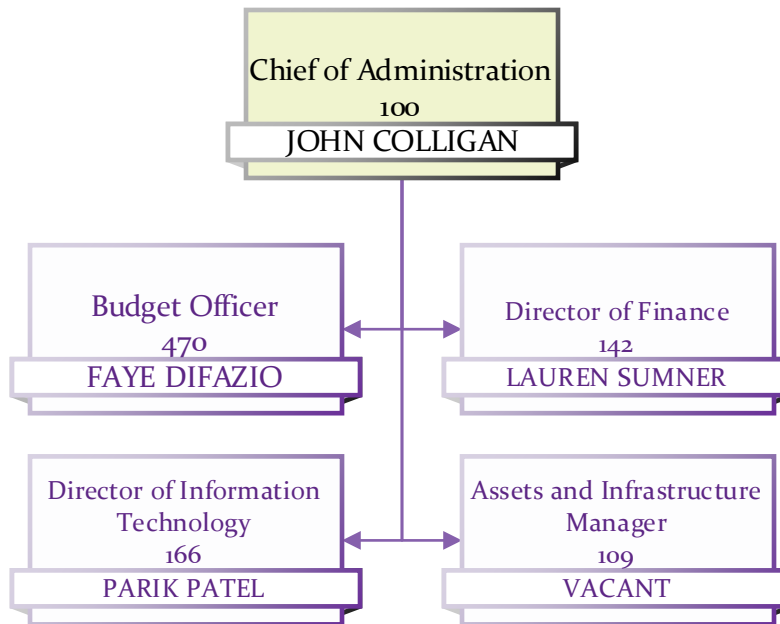 Chief of Administration
100
JOHN COLLIGAN
Budget Officer
470
FAYE DIFAZIO
Director of Finance
142
LAUREN SUMNER
Director of Information
Technology
166
PARIK PATEL
Assets and Infrastructure
Manager
109
VACANT